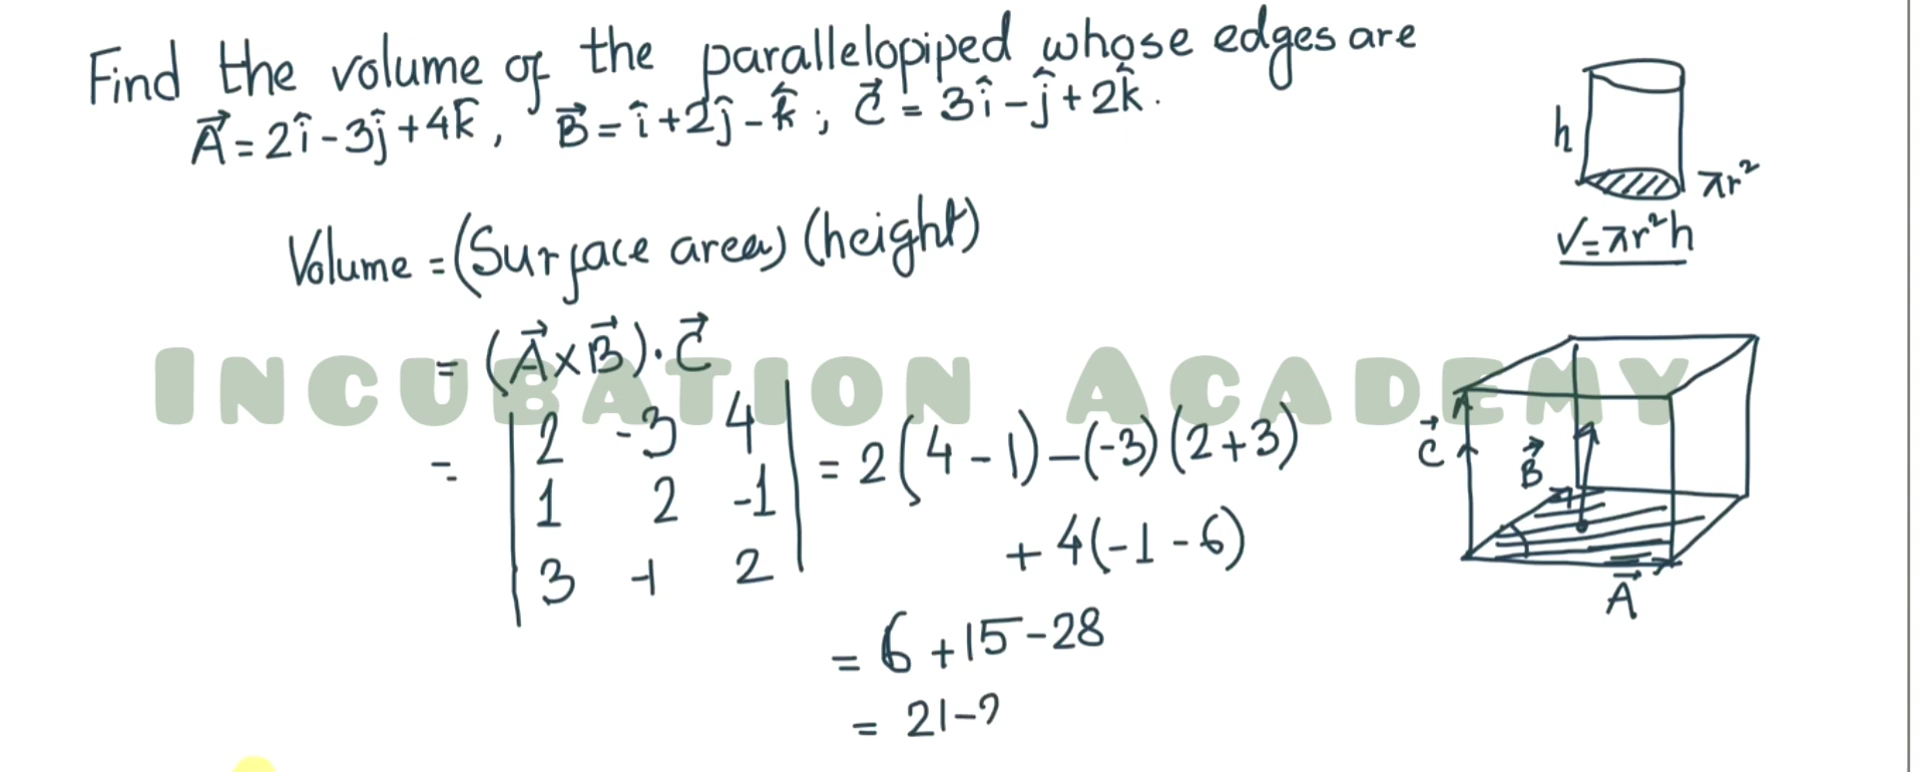 Find the volume of the parallelopiped whose edges are
A⃗ = 2î - 3ĵ + 4k̂, B⃗ = î + 2ĵ - k̂ ; C⃗ = 3î - ĵ + 2k̂.
h
πr²
V = πr²h
Volume = (Surface area) (height)
= (A⃗ × B⃗) · C⃗
INCUBATION ACADEMY
= | 2 -3 4 | = 2(4 - 1) - (-3)(2 + 3)
1 2 -1
+ 4(-1 - 6)
3 -1 2
= 6 + 15 - 28
= 21 - 2
C⃗
B⃗
A⃗